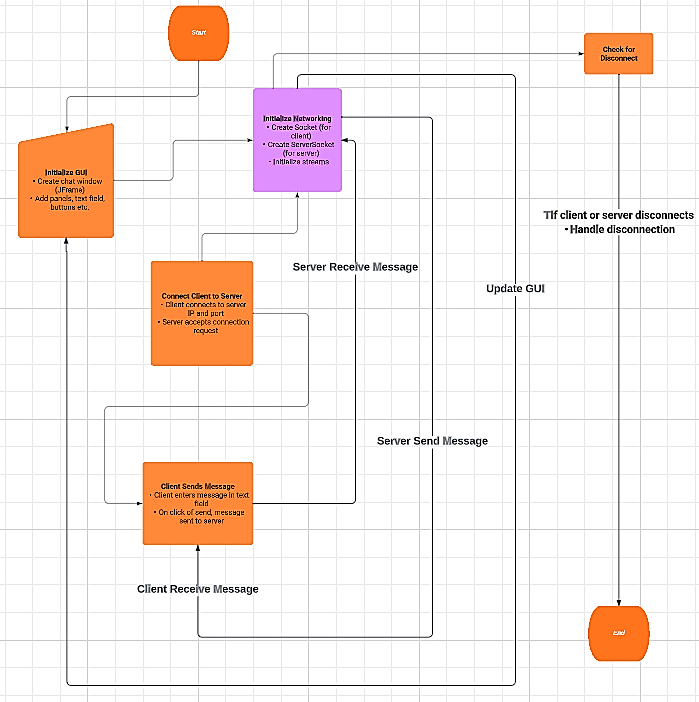 Start
Check for
Disconnect
Initialize Networking
• Create Socket (for
client)
• Create ServerSocket
(for server)
• Initialize streams
Initialize GUI
• Create chat window
(JFrame)
• Add panels, text field,
buttons etc.
TIf client or server disconnects
• Handle disconnection
Server Receive Message
Update GUI
Connect Client to Server
• Client connects to server
IP and port
• Server accepts connection
request
Server Send Message
Client Sends Message
• Client enters message in text
field
• On click of send, message
sent to server
Client Receive Message
End